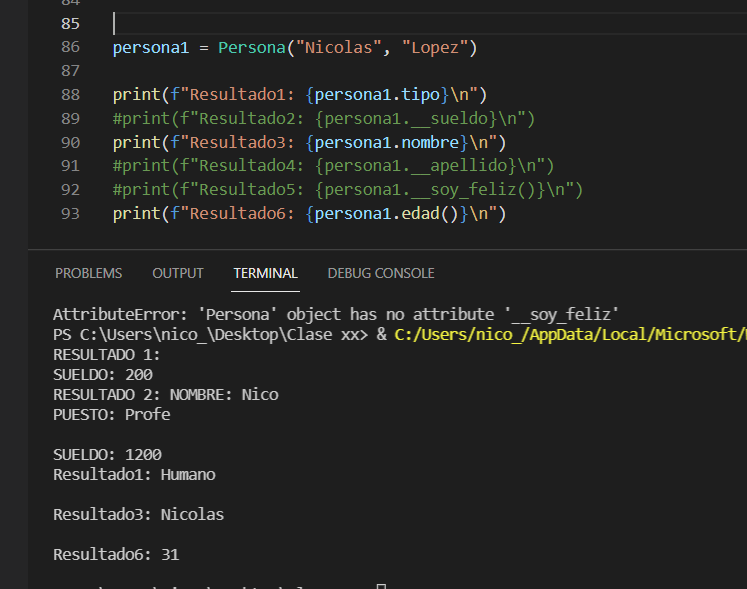 84
85
86 persona1 = Persona("Nicolas", "Lopez")
87
88 print(f"Resultado1: {persona1.tipo}\n")
89 #print(f"Resultado2: {persona1.__sueldo}\n")
90 print(f"Resultado3: {persona1.nombre}\n")
91 #print(f"Resultado4: {persona1.__apellido}\n")
92 #print(f"Resultado5: {persona1.__soy_feliz()}\n")
93 print(f"Resultado6: {persona1.edad()}\n")
PROBLEMS OUTPUT TERMINAL DEBUG CONSOLE
AttributeError: 'Persona' object has no attribute '__soy_feliz'
PS C:\Users\nico_\Desktop\Clase xx> & C:/Users/nico_/AppData/Local/Microsoft/
RESULTADO 1:
SUELDO: 200
RESULTADO 2: NOMBRE: Nico
PUESTO: Profe
SUELDO: 1200
Resultado1: Humano
Resultado3: Nicolas
Resultado6: 31